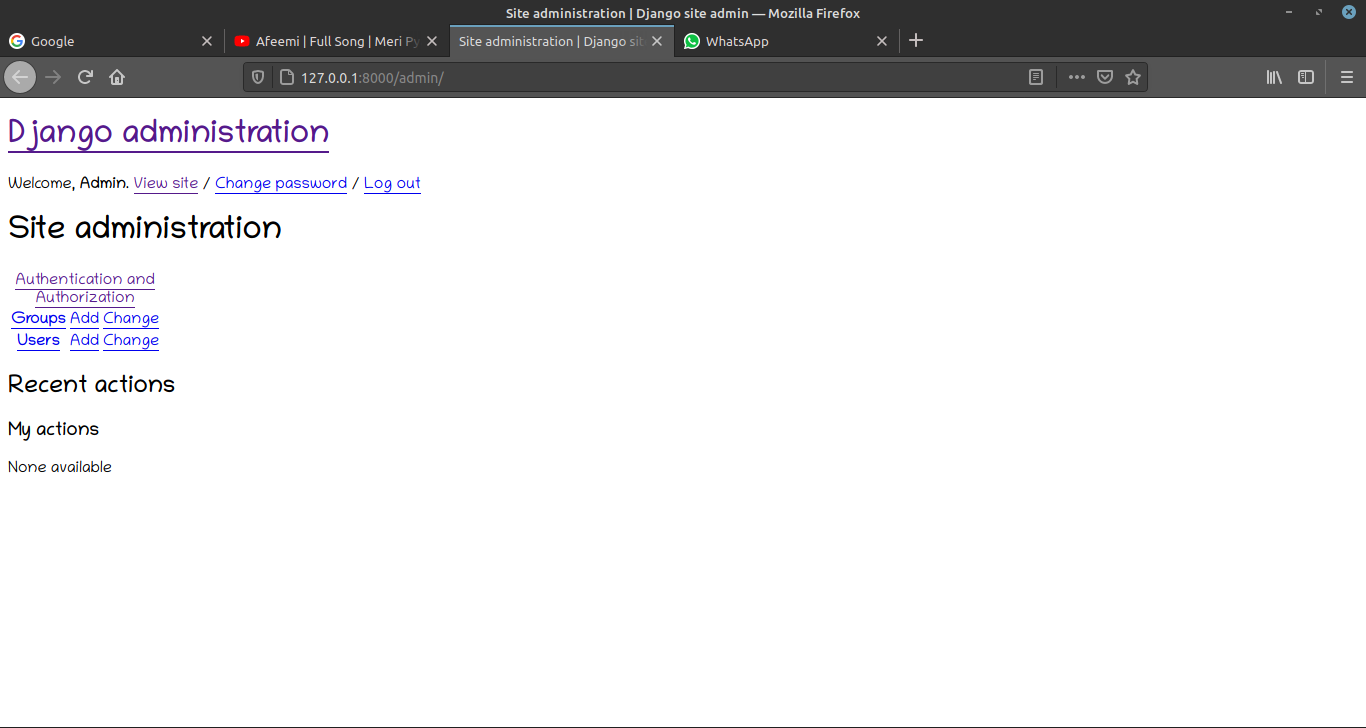 Site administration | Django site admin — Mozilla Firefox
Google
Afeemi | Full Song | Meri Py
Site administration | Django sit
WhatsApp
127.0.0.1:8000/admin/
Django administration
Welcome, Admin. View site / Change password / Log out
Site administration
Authentication and
Authorization
Groups Add Change
Users Add Change
Recent actions
My actions
None available